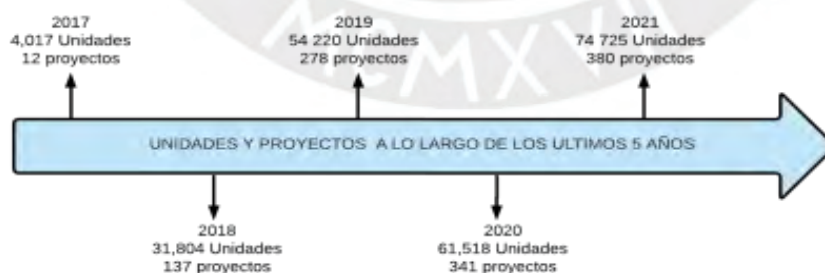 MCMXVII
2017
4,017 Unidades
12 proyectos
2019
54 220 Unidades
278 proyectos
2021
74 725 Unidades
380 proyectos
UNIDADES Y PROYECTOS A LO LARGO DE LOS ULTIMOS 5 AÑOS
2018
31,804 Unidades
137 proyectos
2020
61,518 Unidades
341 proyectos